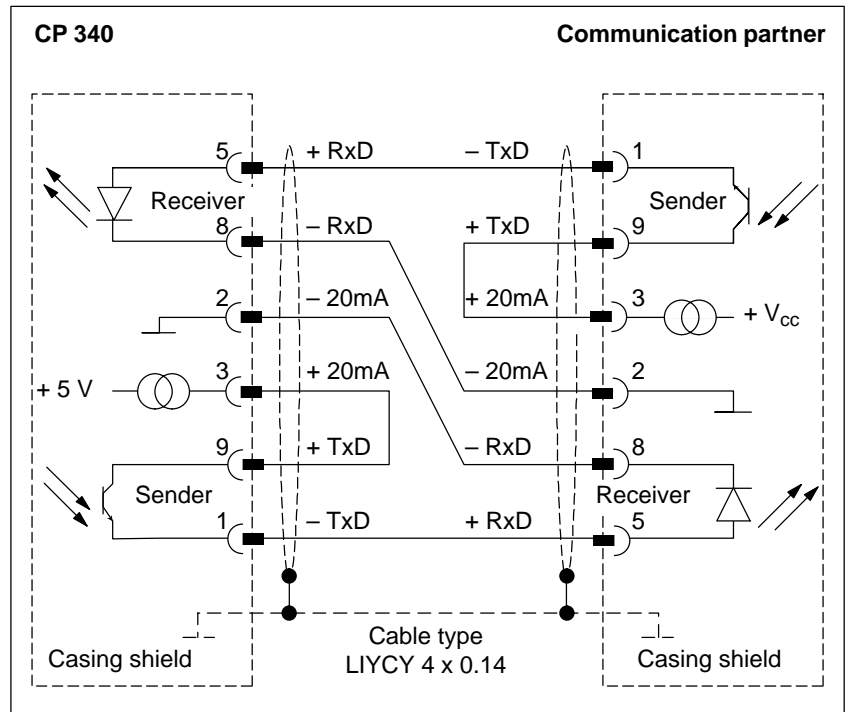 CP 340 Communication partner
5 + RxD – TxD 1
Receiver Sender
8 – RxD + TxD 9
2 – 20mA + 20mA 3 + Vcc
+ 5 V 3 + 20mA – 20mA 2
9 + TxD – RxD 8
Sender Receiver
1 – TxD + RxD 5
Cable type
Casing shield LIYCY 4 x 0.14 Casing shield